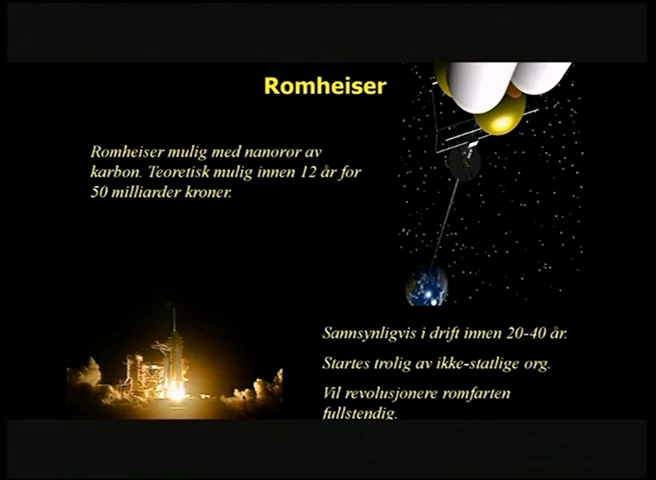 Romheiser
Romheiser mulig med nanorør av
karbon. Teoretisk mulig innen 12 år for
50 milliarder kroner.
Sannsynligvis i drift innen 20-40 år.
Startes trolig av ikke-statlige org.
Vil revolusjonere romfarten
fullstendig.